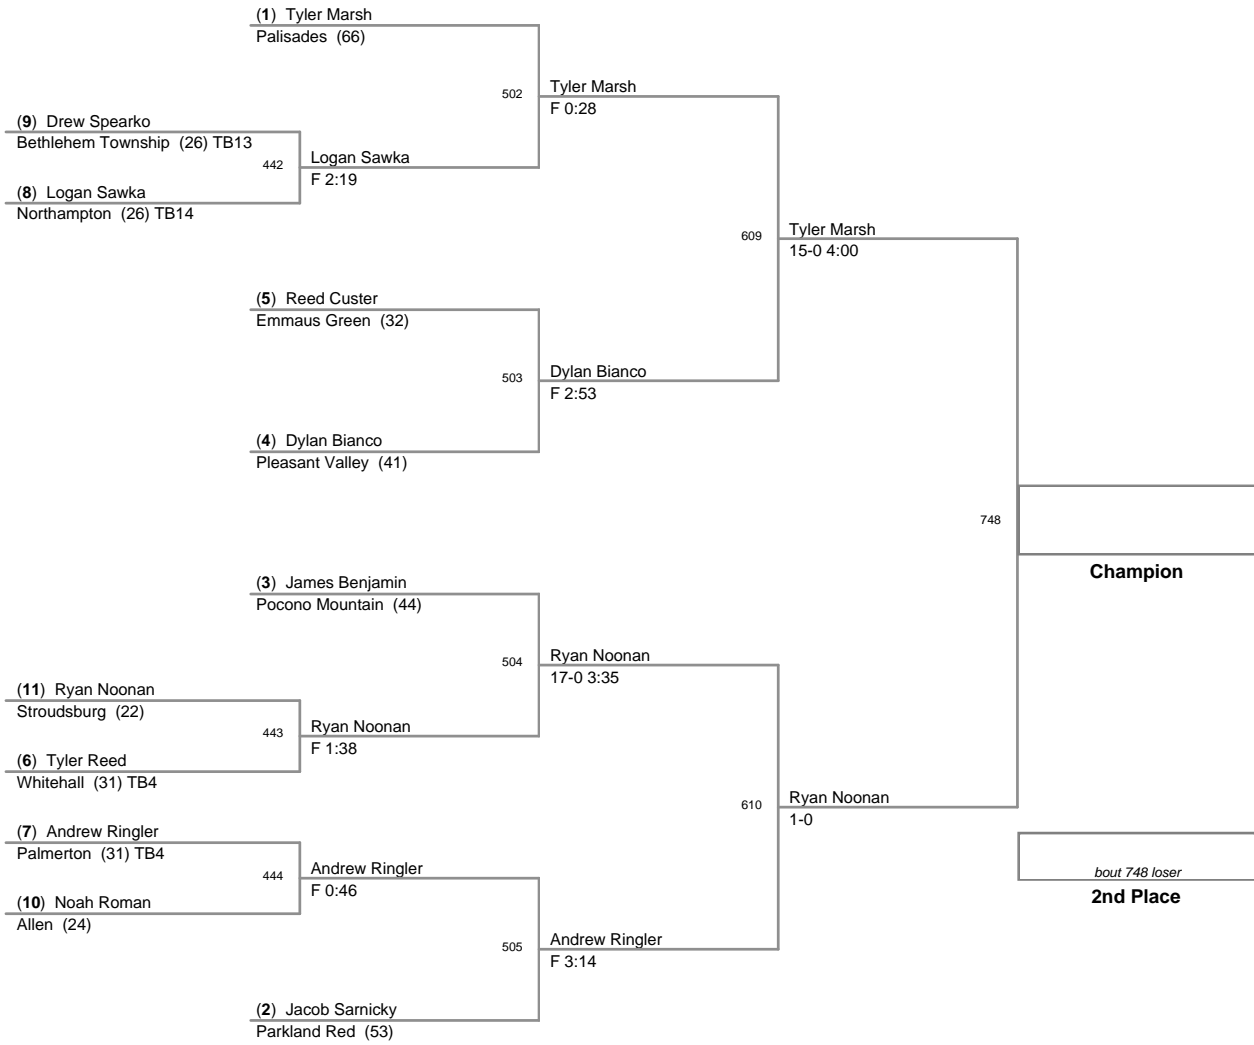 (1) Tyler Marsh
Palisades (66)
502
Tyler Marsh
F 0:28
(9) Drew Spearko
Bethlehem Township (26) TB13
442
Logan Sawka
F 2:19
(8) Logan Sawka
Northampton (26) TB14
609
Tyler Marsh
15-0 4:00
(5) Reed Custer
Emmaus Green (32)
503
Dylan Bianco
F 2:53
(4) Dylan Bianco
Pleasant Valley (41)
748
Champion
(3) James Benjamin
Pocono Mountain (44)
504
Ryan Noonan
17-0 3:35
(11) Ryan Noonan
Stroudsburg (22)
443
Ryan Noonan
F 1:38
(6) Tyler Reed
Whitehall (31) TB4
610
Ryan Noonan
1-0
(7) Andrew Ringler
Palmerton (31) TB4
444
Andrew Ringler
F 0:46
(10) Noah Roman
Allen (24)
bout 748 loser
2nd Place
505
Andrew Ringler
F 3:14
(2) Jacob Sarnicky
Parkland Red (53)